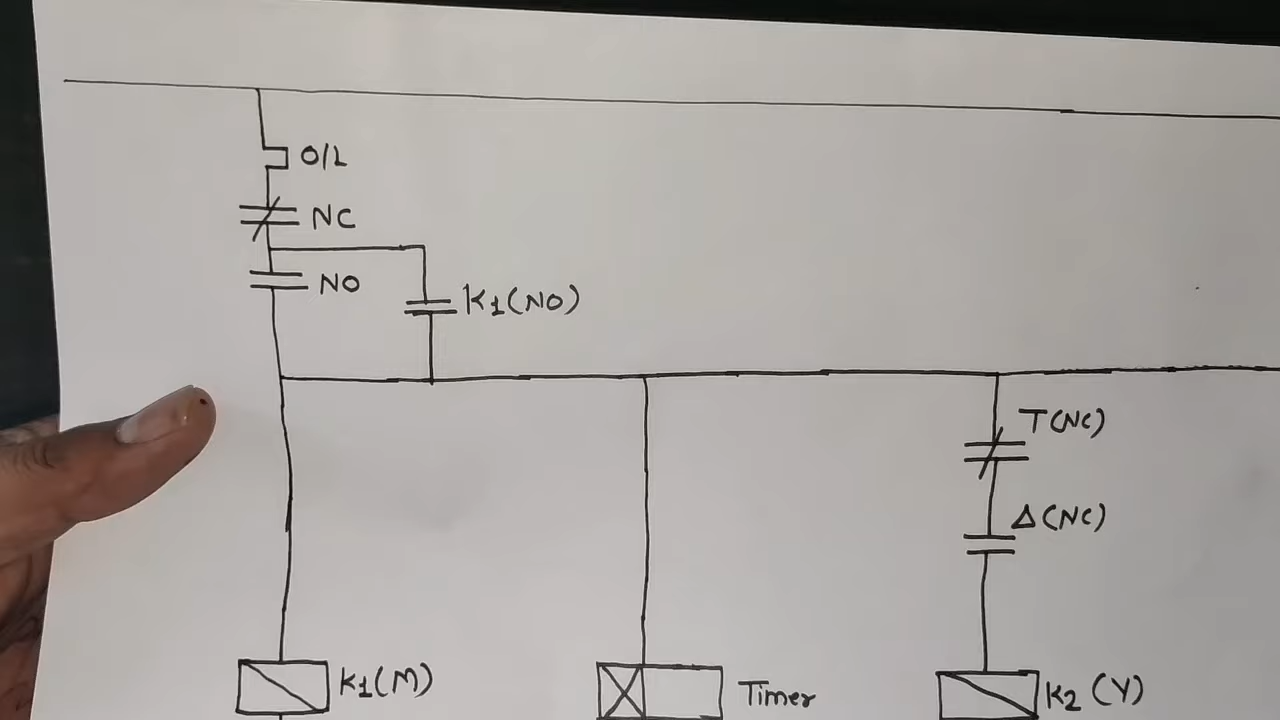 O/L
NC
NO
K1(NO)
T(NC)
Δ(NC)
K1(M)
Timer
K2 (Y)